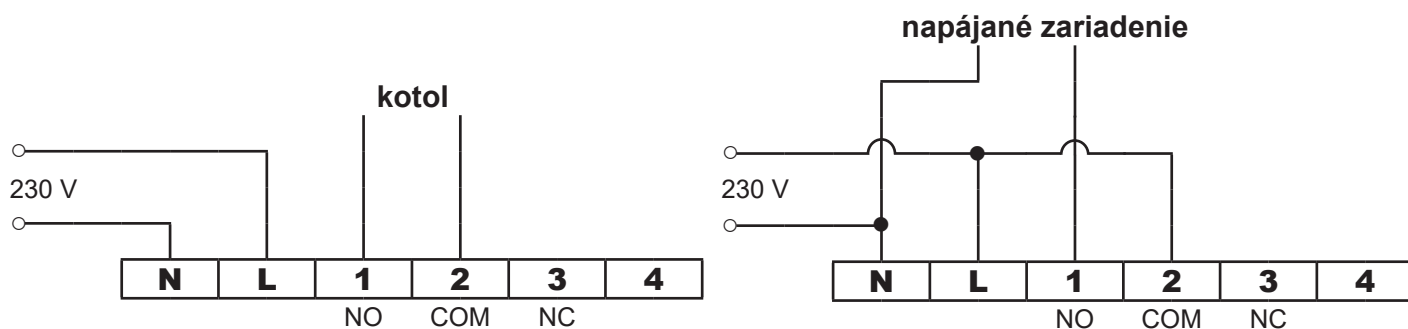 kotol
230 V
N L 1 2 3 4
NO COM NC
napájané zariadenie
230 V
N L 1 2 3 4
NO COM NC